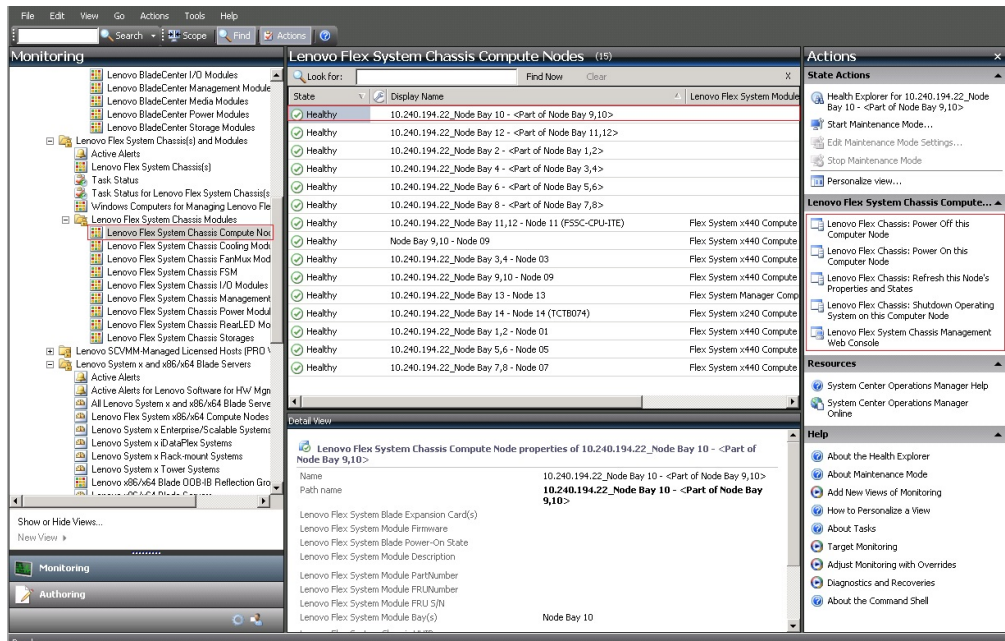 File Edit View Go Actions Tools Help
Search Scope Find Actions
Monitoring
Lenovo BladeCenter I/O Modules
Lenovo BladeCenter Management Module
Lenovo BladeCenter Media Modules
Lenovo BladeCenter Power Modules
Lenovo BladeCenter Storage Modules
Lenovo Flex System Chassis(s) and Modules
Active Alerts
Lenovo Flex System Chassis(s)
Task Status
Task Status for Lenovo Flex System Chassis(s
Windows Computers for Managing Lenovo Fle
Lenovo Flex System Chassis Modules
Lenovo Flex System Chassis Compute Noc
Lenovo Flex System Chassis Cooling Modu
Lenovo Flex System Chassis FanMux Mod
Lenovo Flex System Chassis FSM
Lenovo Flex System Chassis I/O Modules
Lenovo Flex System Chassis Management
Lenovo Flex System Chassis Power Modul
Lenovo Flex System Chassis RearLED Mo
Lenovo Flex System Chassis Storages
Lenovo SCVMM-Managed Licensed Hosts (PRO
Lenovo System x and x86/x64 Blade Servers
Active Alerts
Active Alerts for Lenovo Software for HW Mgn
All Lenovo System x and x86/x64 Blade Serve
Lenovo Flex System x86/x64 Compute Nodes
Lenovo System x Enterprise/Scalable Systems
Lenovo System x iDataPlex Systems
Lenovo System x Rack-mount Systems
Lenovo System x Tower Systems
Lenovo x86/x64 Blade OOB-IB Reflection Gro
Show or Hide Views...
New View
Monitoring
Authoring
Lenovo Flex System Chassis Compute Nodes (15)
Look for: Find Now Clear X
State Display Name Lenovo Flex System Module
Healthy 10.240.194.22_Node Bay 10 - <Part of Node Bay 9,10>
Healthy 10.240.194.22_Node Bay 12 - <Part of Node Bay 11,12>
Healthy 10.240.194.22_Node Bay 2 - <Part of Node Bay 1,2>
Healthy 10.240.194.22_Node Bay 4 - <Part of Node Bay 3,4>
Healthy 10.240.194.22_Node Bay 6 - <Part of Node Bay 5,6>
Healthy 10.240.194.22_Node Bay 8 - <Part of Node Bay 7,8>
Healthy 10.240.194.22_Node Bay 11,12 - Node 11 (FSSC-CPU-ITE) Flex System x440 Compute
Healthy Node Bay 9,10 - Node 09 Flex System x440 Compute
Healthy 10.240.194.22_Node Bay 3,4 - Node 03 Flex System x440 Compute
Healthy 10.240.194.22_Node Bay 9,10 - Node 09 Flex System x440 Compute
Healthy 10.240.194.22_Node Bay 13 - Node 13 Flex System Manager Comp
Healthy 10.240.194.22_Node Bay 14 - Node 14 (TCTB074) Flex System x240 Compute
Healthy 10.240.194.22_Node Bay 1,2 - Node 01 Flex System x440 Compute
Healthy 10.240.194.22_Node Bay 5,6 - Node 05 Flex System x440 Compute
Healthy 10.240.194.22_Node Bay 7,8 - Node 07 Flex System x440 Compute
Detail View
Lenovo Flex System Chassis Compute Node properties of 10.240.194.22_Node Bay 10 - <Part of
Node Bay 9,10>
Name 10.240.194.22_Node Bay 10 - <Part of Node Bay 9,10>
Path name 10.240.194.22_Node Bay 10 - <Part of Node Bay
9,10>
Lenovo Flex System Blade Expansion Card(s)
Lenovo Flex System Module Firmware
Lenovo Flex System Blade Power-On State
Lenovo Flex System Module Description
Lenovo Flex System Module PartNumber
Lenovo Flex System Module FRUNumber
Lenovo Flex System Module FRU S/N
Lenovo Flex System Module Bay(s) Node Bay 10
Actions X
State Actions
Health Explorer for 10.240.194.22_Node
Bay 10 - <Part of Node Bay 9,10>
Start Maintenance Mode...
Edit Maintenance Mode Settings...
Stop Maintenance Mode
Personalize view...
Lenovo Flex System Chassis Compute...
Lenovo Flex Chassis: Power Off this
Computer Node
Lenovo Flex Chassis: Power On this
Computer Node
Lenovo Flex Chassis: Refresh this Node's
Properties and States
Lenovo Flex Chassis: Shutdown Operating
System on this Computer Node
Lenovo Flex System Chassis Management
Web Console
Resources
System Center Operations Manager Help
System Center Operations Manager
Online
Help
About the Health Explorer
About Maintenance Mode
Add New Views of Monitoring
How to Personalize a View
About Tasks
Target Monitoring
Adjust Monitoring with Overrides
Diagnostics and Recoveries
About the Command Shell